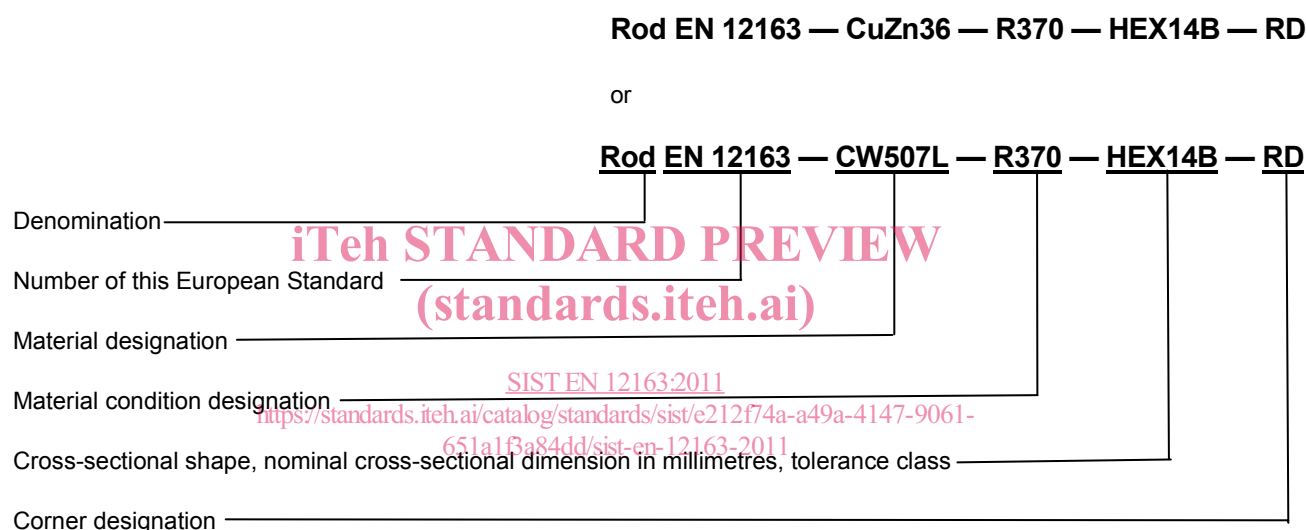 Rod EN 12163 — CuZn36 — R370 — HEX14B — RD
or
Rod EN 12163 — CW507L — R370 — HEX14B — RD
Denomination
iTeh STANDARD PREVIEW
Number of this European Standard
(standards.iteh.ai)
Material designation
SIST EN 12163:2011
Material condition designation
https://standards.iteh.ai/catalog/standards/sist/e212f74a-a49a-4147-9061-
651a1f3a84dd/sist-en-12163-2011
Cross-sectional shape, nominal cross-sectional dimension in millimetres, tolerance class
Corner designation